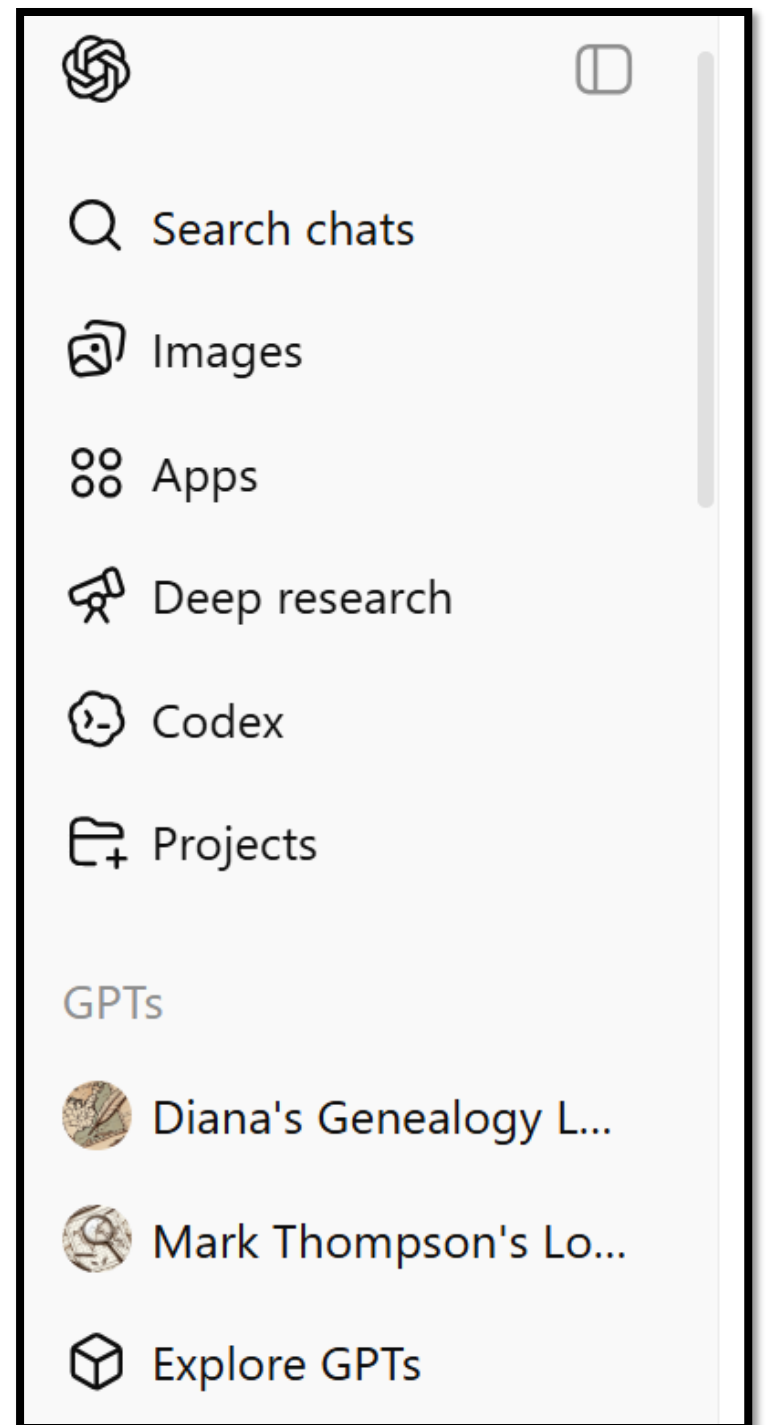 Search chats
Images
Apps
Deep research
Codex
Projects
GPTs
Diana's Genealogy L...
Mark Thompson's Lo...
Explore GPTs